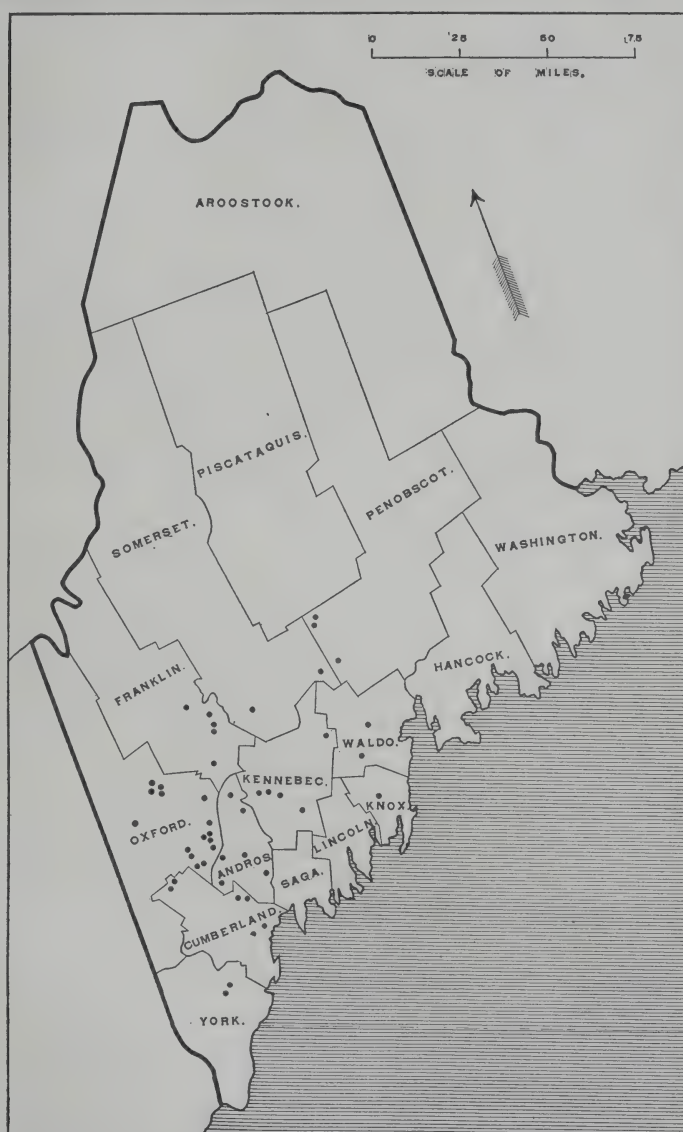 0 25 50 75
SCALE OF MILES.
AROOSTOOK.
PISCATAQUIS.
PENOBSCOT.
SOMERSET.
WASHINGTON.
HANCOCK.
FRANKLIN.
WALDO.
KENNEBEC.
KNOX.
OXFORD.
LINCOLN.
ANDROS
SAGA.
CUMBERLAND.
YORK.